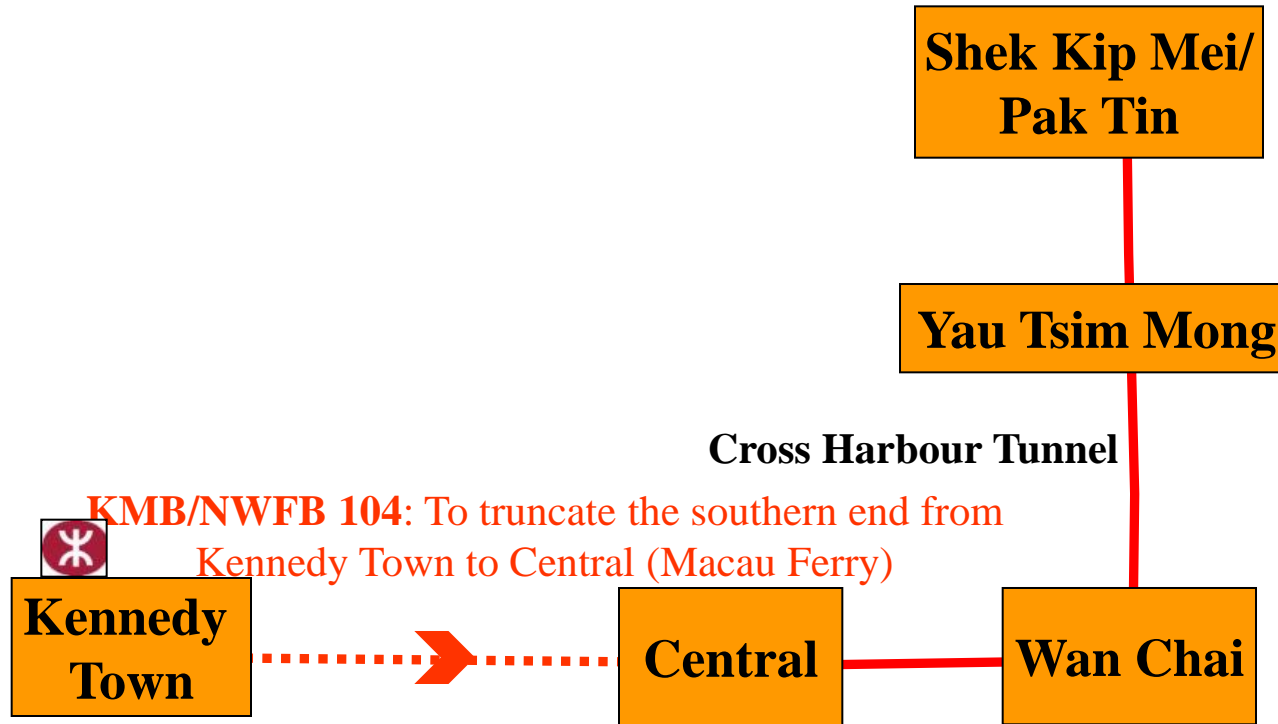 Shek Kip Mei/
Pak Tin
Yau Tsim Mong
Cross Harbour Tunnel
KMB/NWFB 104: To truncate the southern end from
Kennedy Town to Central (Macau Ferry)
Kennedy
Town
Central
Wan Chai